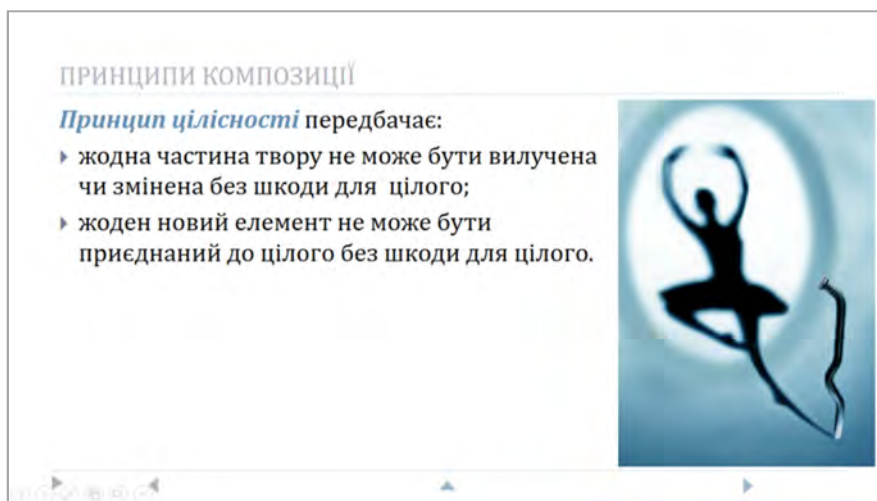 ПРИНЦИПИ КОМПОЗИЦІЇ
Принцип цілісності передбачає:
жодна частина твору не може бути вилучена
чи змінена без шкоди для цілого;
жоден новий елемент не може бути
приєднаний до цілого без шкоди для цілого.